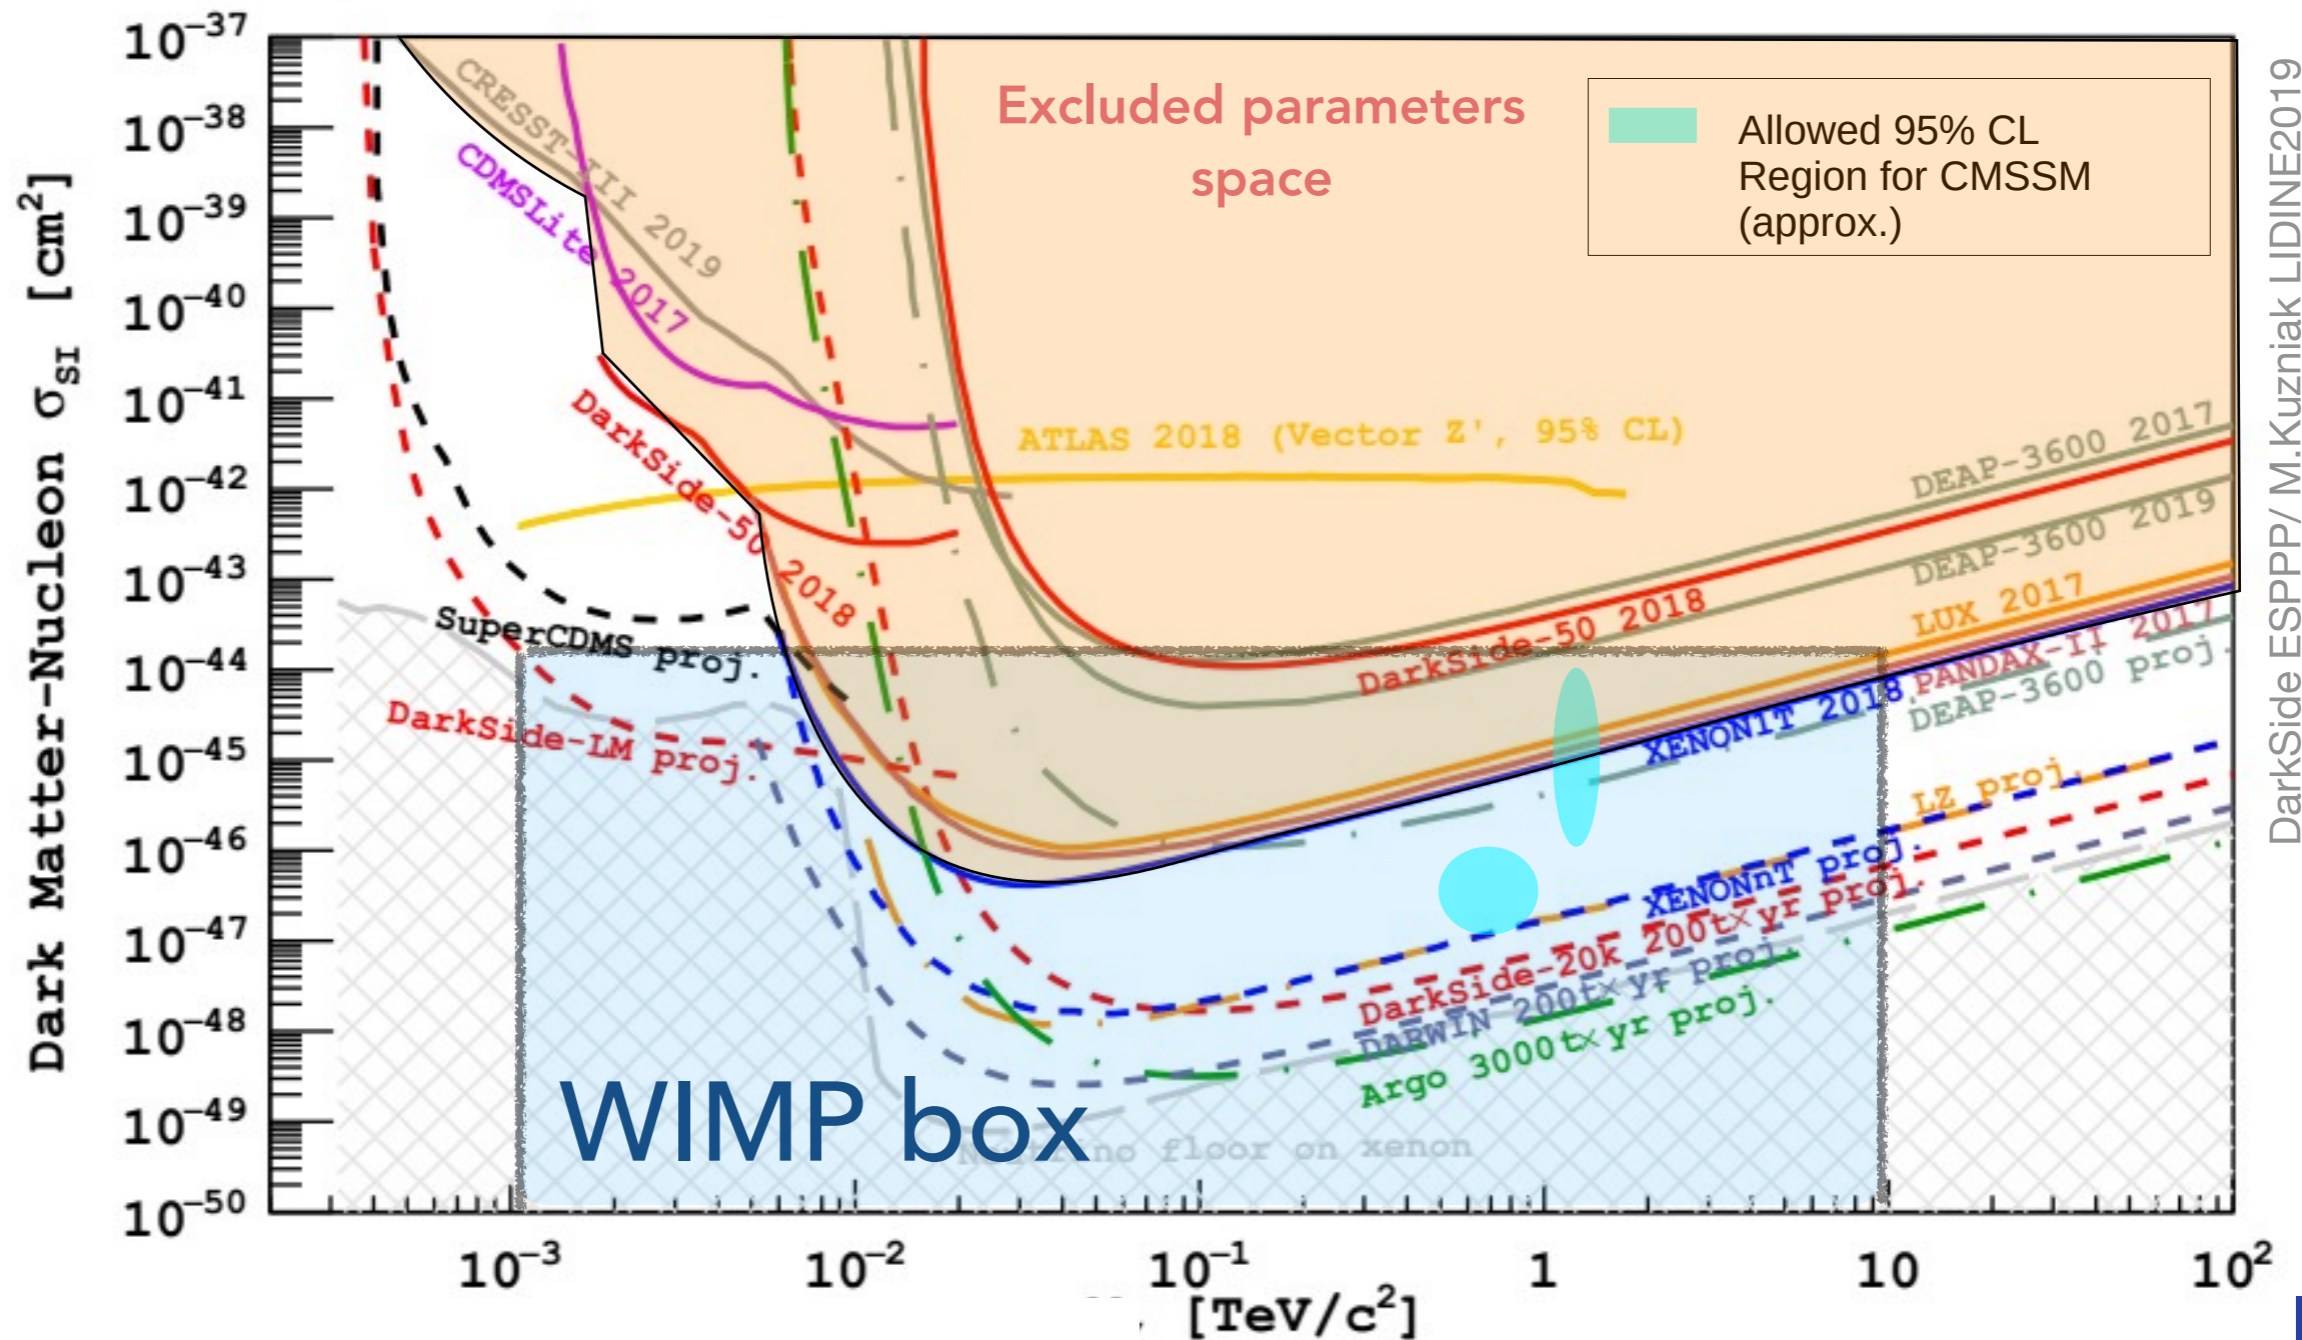 10⁻³⁷
10⁻³⁸
10⁻³⁹
10⁻⁴⁰
10⁻⁴¹
10⁻⁴²
10⁻⁴³
10⁻⁴⁴
10⁻⁴⁵
10⁻⁴⁶
10⁻⁴⁷
10⁻⁴⁸
10⁻⁴⁹
10⁻⁵⁰
Dark Matter-Nucleon σSI [cm²]
Excluded parameters
space
Allowed 95% CL
Region for CMSSM
(approx.)
CRESST-III 2019
CDMSLite 2017
DarkSide-50 2018
ATLAS 2018 (Vector Z', 95% CL)
DEAP-3600 2017
DEAP-3600 2019
DarkSide-50 2018
LUX 2017
PANDAX-II 2017
XENON1T 2018
DEAP-3600 proj.
SuperCDMS proj.
DarkSide-LM proj.
LZ proj.
XENONnT proj.
DarkSide-20k 200t×yr proj.
DARWIN 200t×yr proj.
Argo 3000t×yr proj.
WIMP box
Neutrino floor on xenon
10⁻³
10⁻²
10⁻¹
1
10
10²
[TeV/c²]
DarkSide ESPPP/ M.Kuzniak LIDINE2019